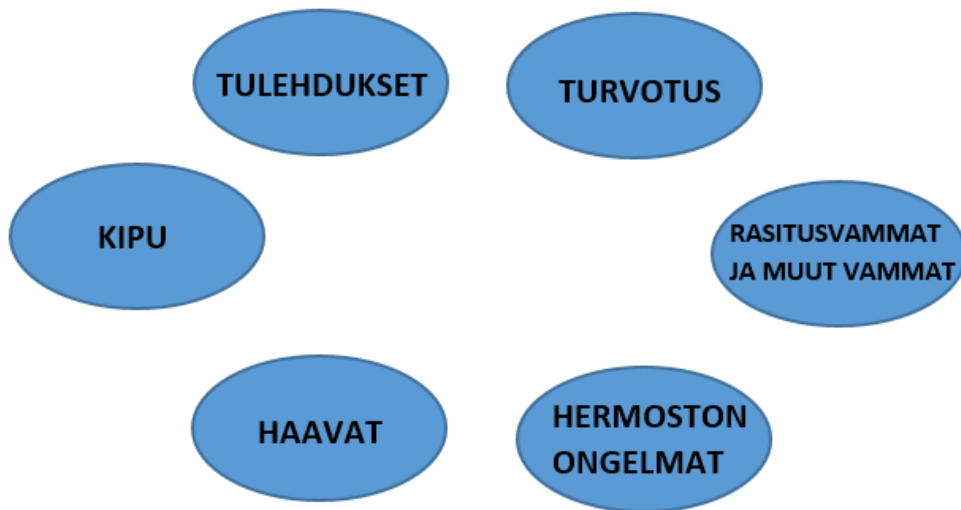 TULEHDUKSET
TURVOTUS
KIPU
RASITUSVAMMAT
JA MUUT VAMMAT
HAAVAT
HERMOSTON
ONGELMAT